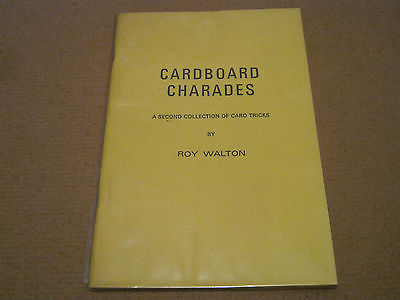 CARDBOARD
CHARADES
A SECOND COLLECTION OF CARD TRICKS
BY
ROY WALTON